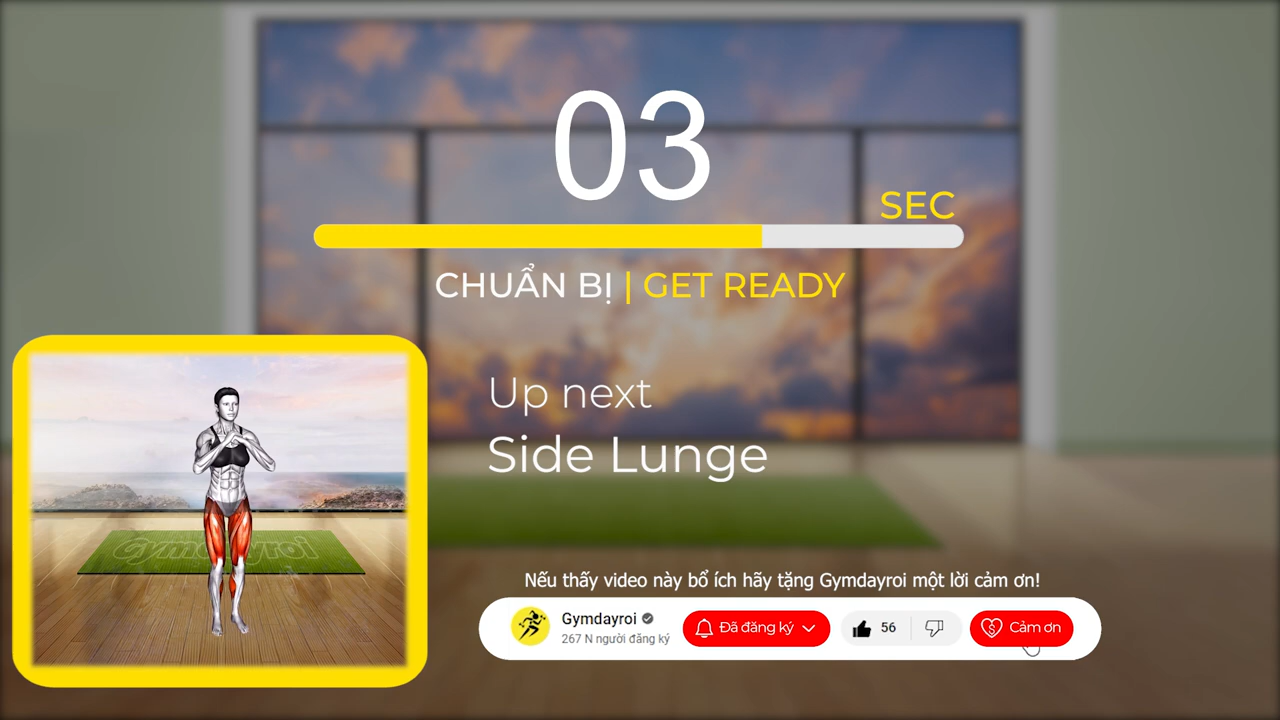 03
SEC
CHUẨN BỊ | GET READY
Up next
Side Lunge
Gymdayroi
Nếu thấy video này bổ ích hãy tặng Gymdayroi một lời cảm ơn!
Gymdayroi
267 N người đăng ký
Đã đăng ký
56
Cảm ơn